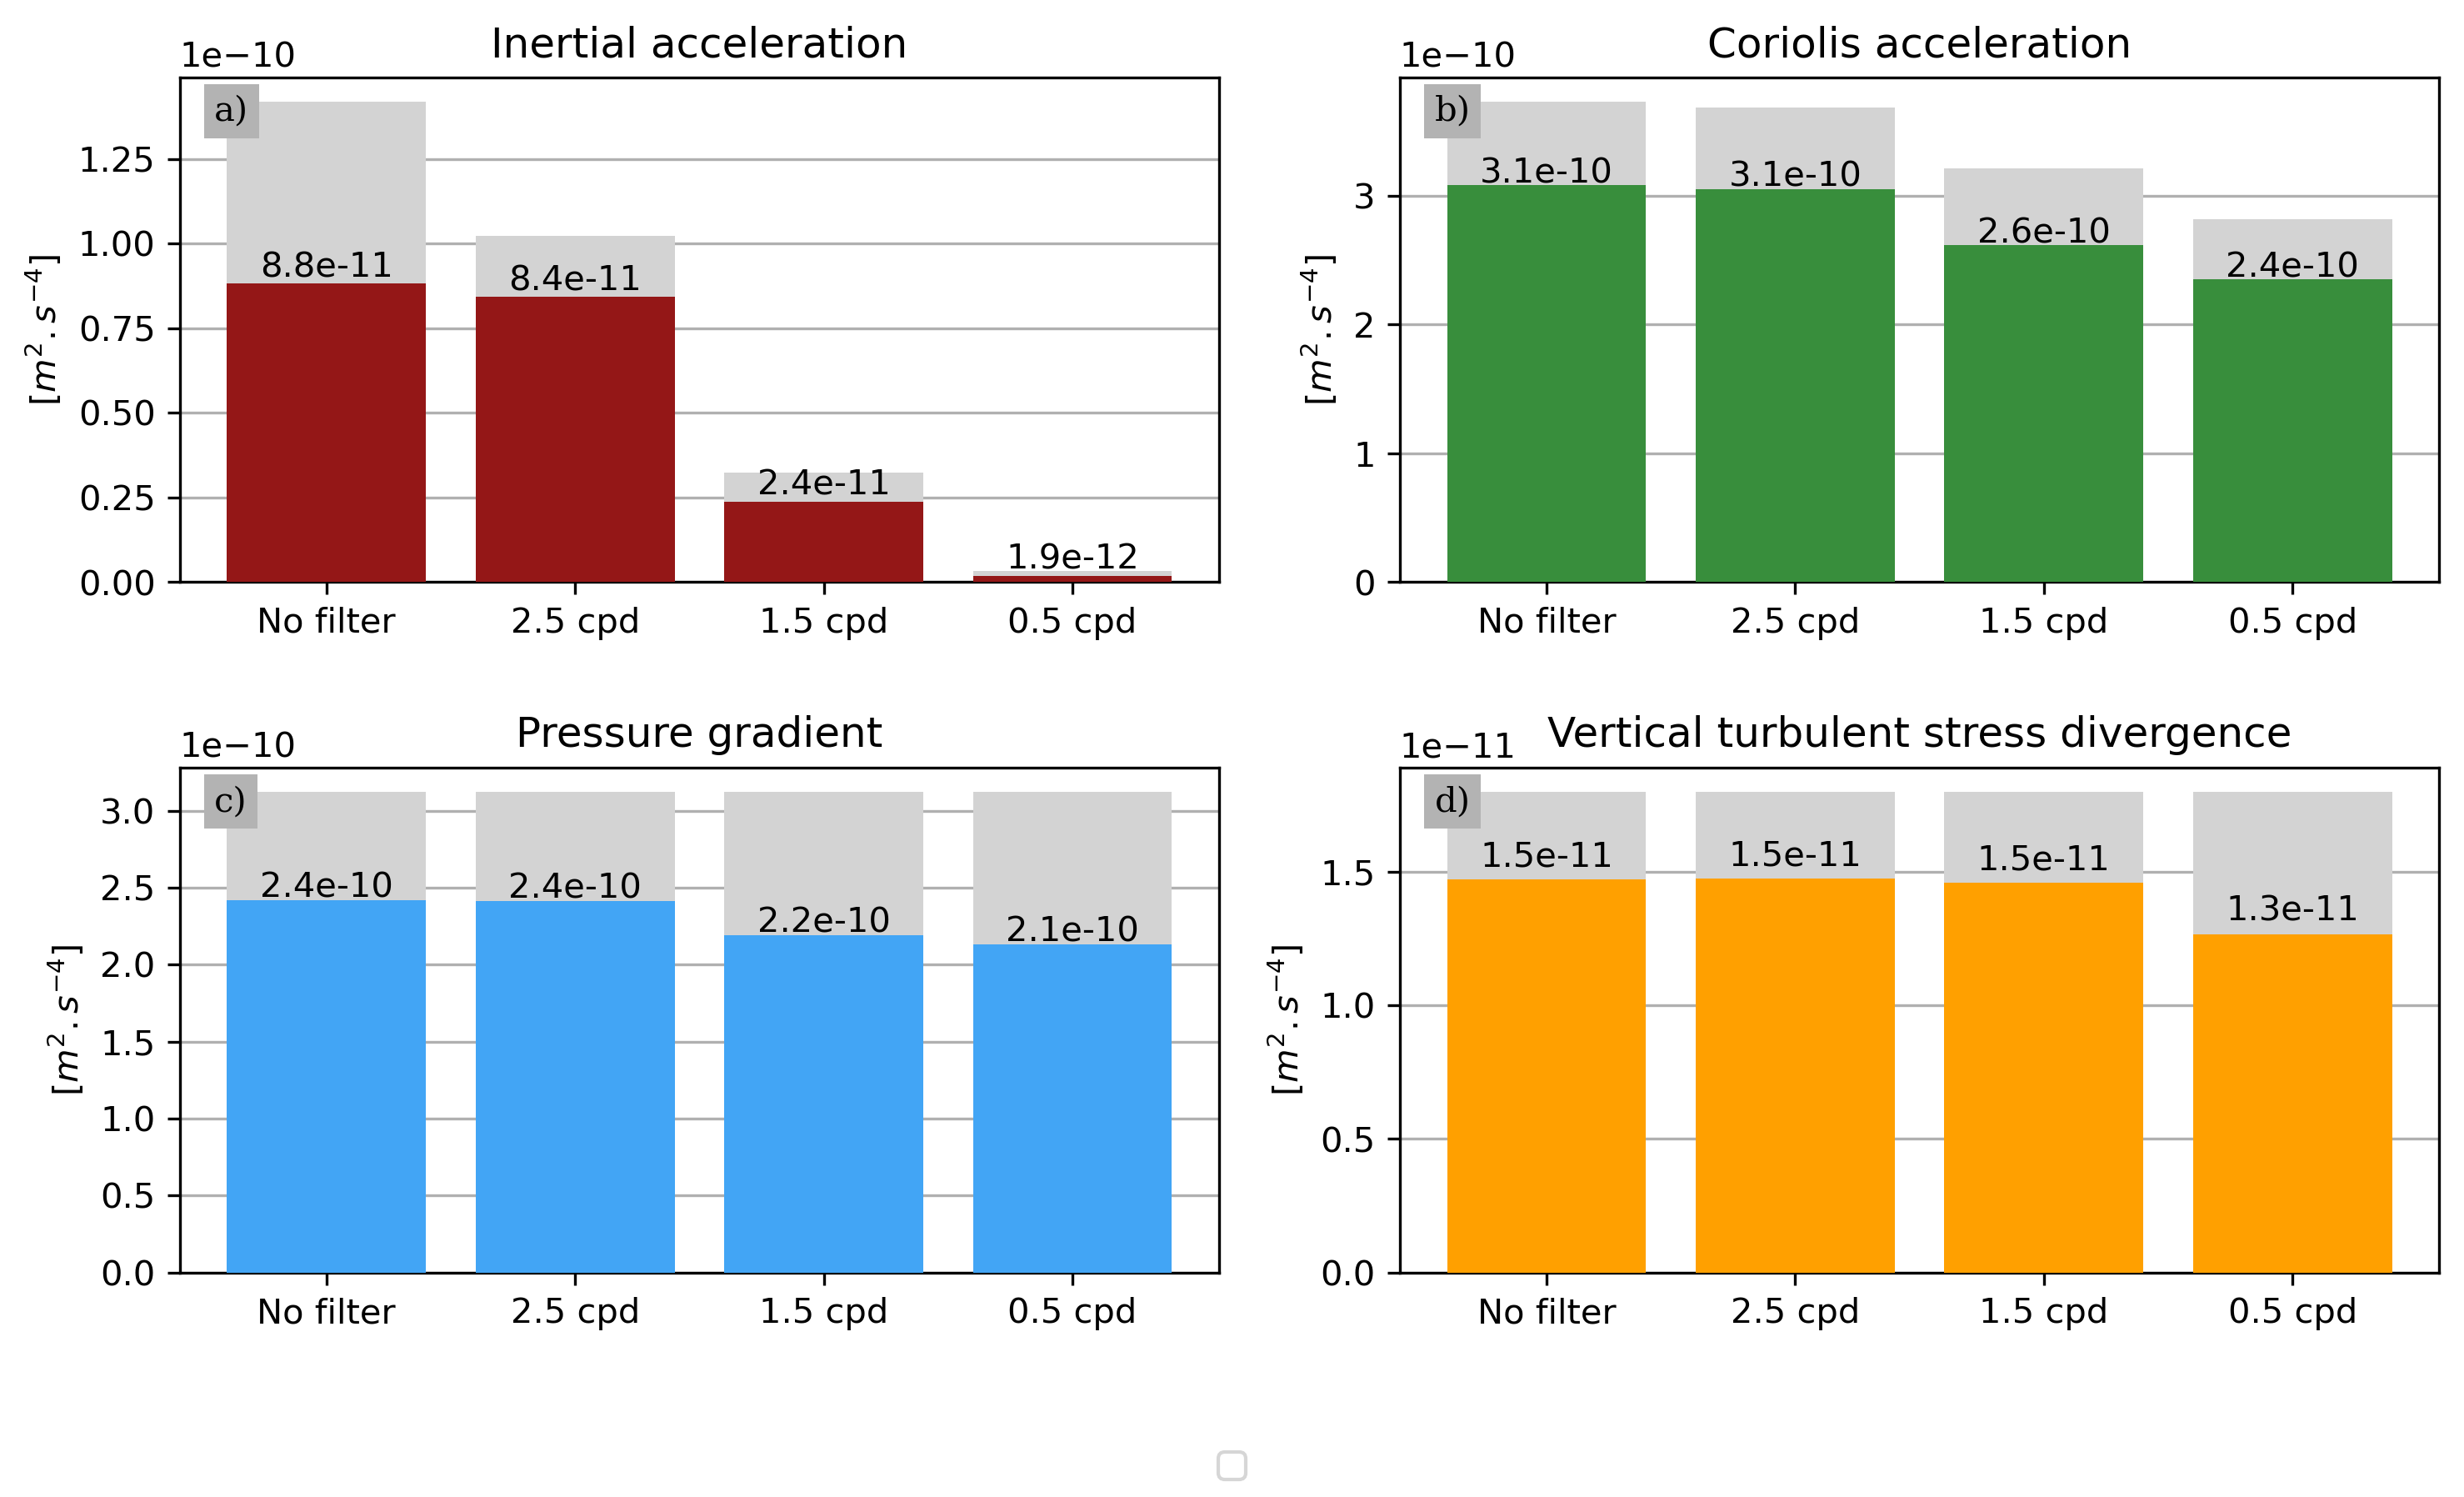 Inertial acceleration
1e−10
a)
[m².s⁻⁴]
1.25
1.00
0.75
0.50
0.25
0.00
8.8e-11
8.4e-11
2.4e-11
1.9e-12
No filter 2.5 cpd 1.5 cpd 0.5 cpd
Coriolis acceleration
1e−10
b)
[m².s⁻⁴]
3
2
1
0
3.1e-10
3.1e-10
2.6e-10
2.4e-10
No filter 2.5 cpd 1.5 cpd 0.5 cpd
Pressure gradient
1e−10
c)
[m².s⁻⁴]
3.0
2.5
2.0
1.5
1.0
0.5
0.0
2.4e-10
2.4e-10
2.2e-10
2.1e-10
No filter 2.5 cpd 1.5 cpd 0.5 cpd
Vertical turbulent stress divergence
1e−11
d)
[m².s⁻⁴]
1.5
1.0
0.5
0.0
1.5e-11
1.5e-11
1.5e-11
1.3e-11
No filter 2.5 cpd 1.5 cpd 0.5 cpd